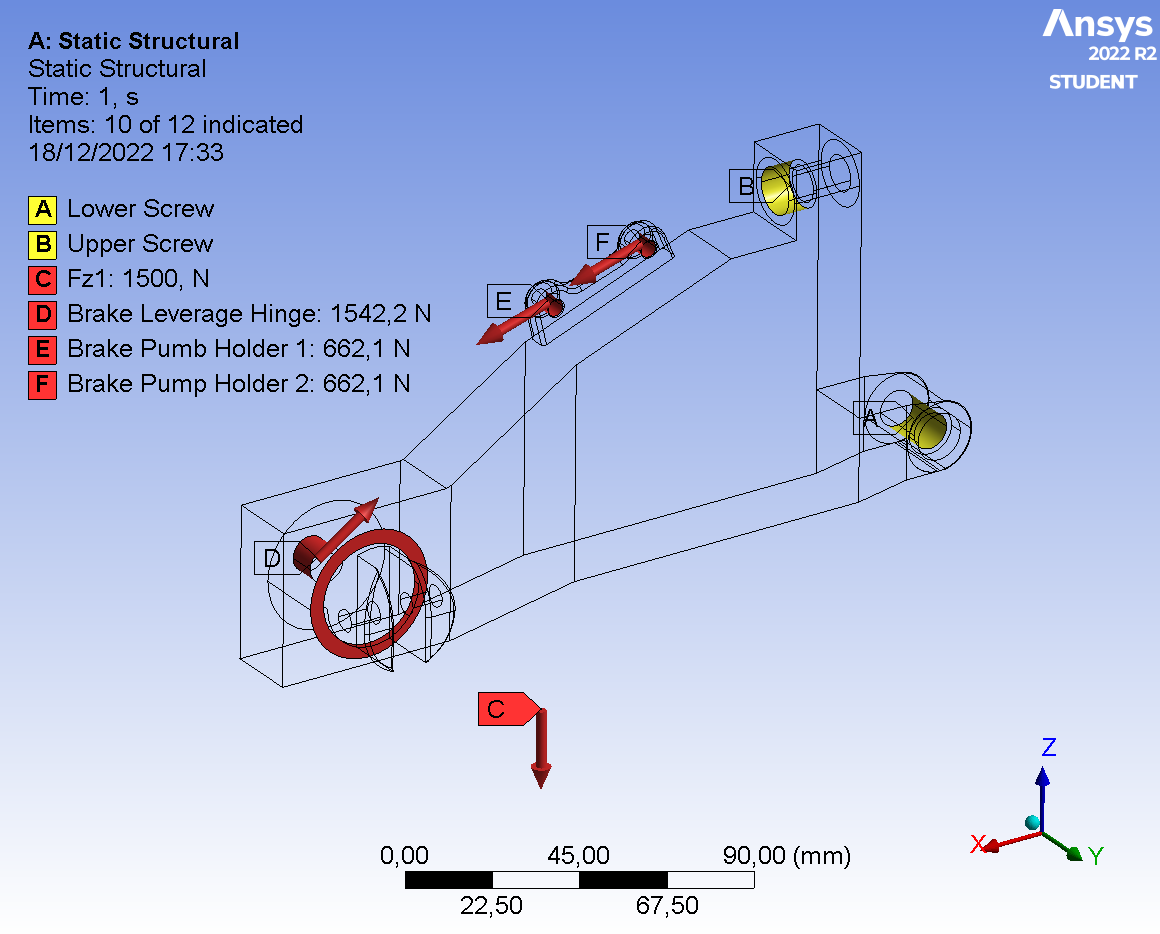 A: Static Structural
Static Structural
Time: 1, s
Items: 10 of 12 indicated
18/12/2022 17:33
Ansys
2022 R2
STUDENT
A Lower Screw
B Upper Screw
C Fz1: 1500, N
D Brake Leverage Hinge: 1542,2 N
E Brake Pumb Holder 1: 662,1 N
F Brake Pump Holder 2: 662,1 N
B
F
E
A
D
C
Z
X
Y
0,00 45,00 90,00 (mm)
22,50 67,50